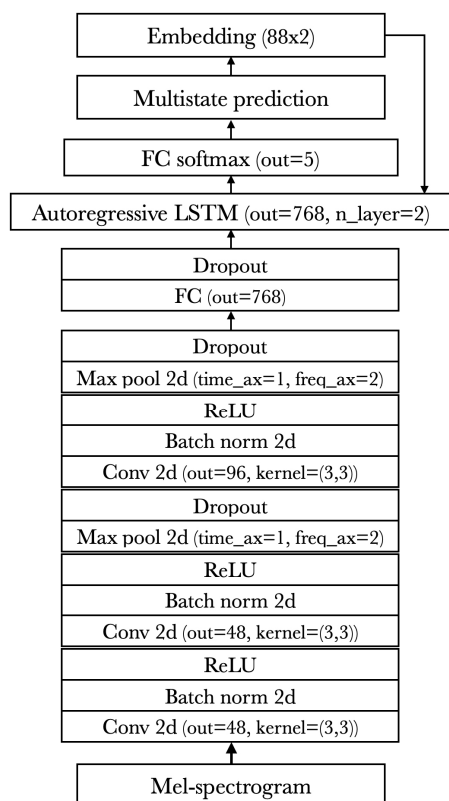 Embedding (88x2)
Multistate prediction
FC softmax (out=5)
Autoregressive LSTM (out=768, n_layer=2)
Dropout
FC (out=768)
Dropout
Max pool 2d (time_ax=1, freq_ax=2)
ReLU
Batch norm 2d
Conv 2d (out=96, kernel=(3,3))
Dropout
Max pool 2d (time_ax=1, freq_ax=2)
ReLU
Batch norm 2d
Conv 2d (out=48, kernel=(3,3))
ReLU
Batch norm 2d
Conv 2d (out=48, kernel=(3,3))
Mel-spectrogram